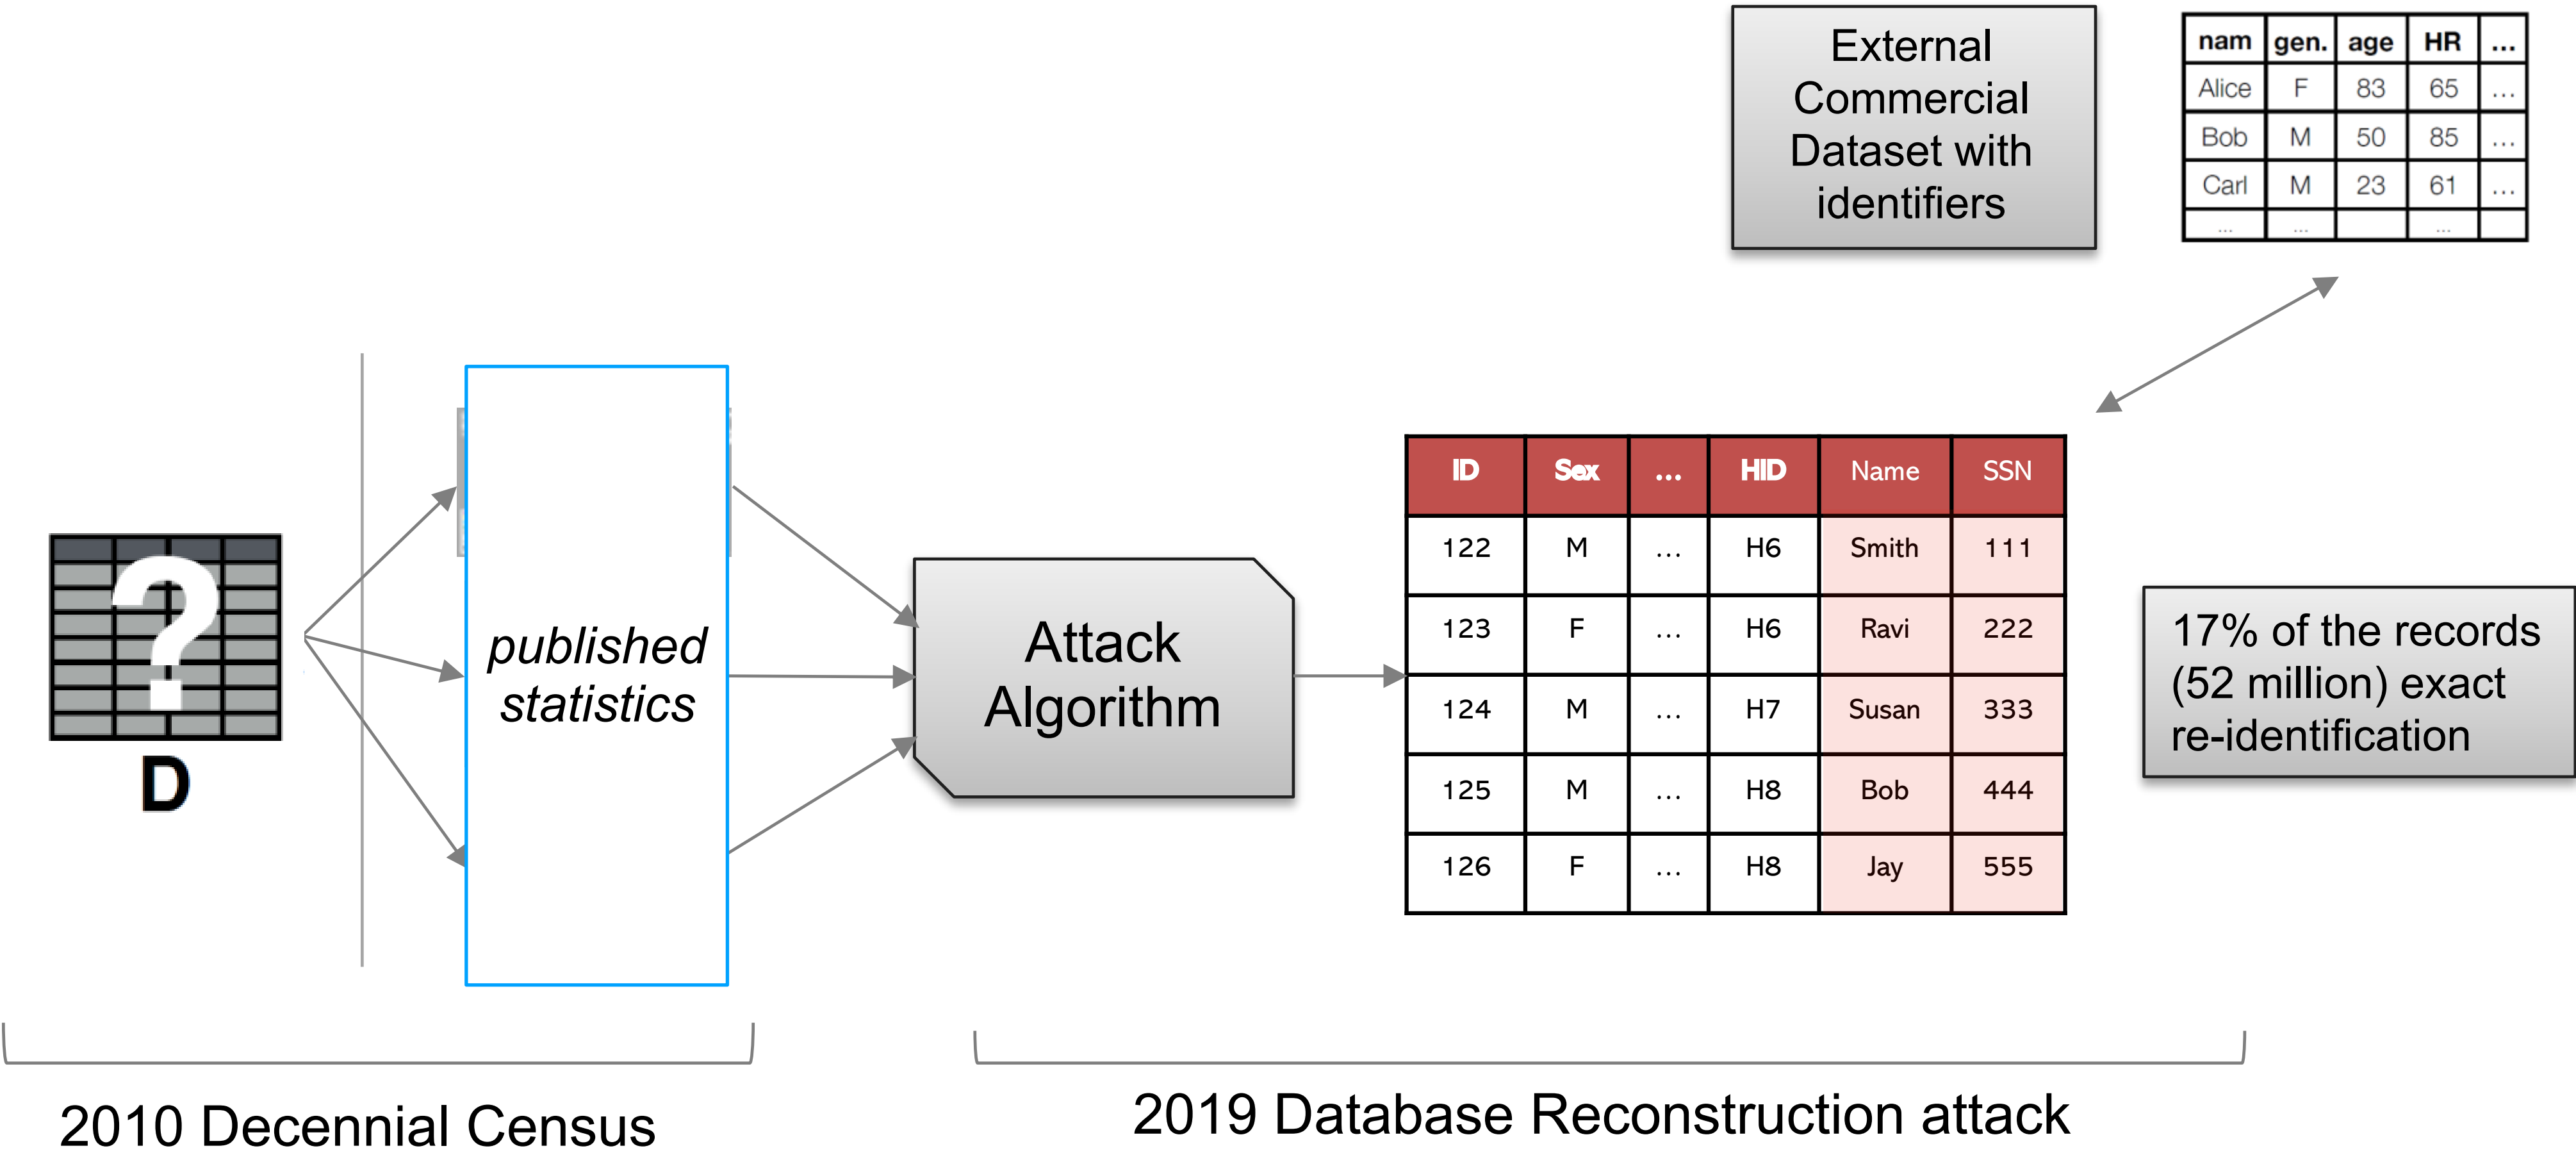 External
Commercial
Dataset with
identifiers
nam gen. age HR ...
Alice F 83 65 ...
Bob M 50 85 ...
Carl M 23 61 ...
... ... ...
?
D
published
statistics
Attack
Algorithm
ID Sex ... HID Name SSN
122 M ... H6 Smith 111
123 F ... H6 Ravi 222
124 M ... H7 Susan 333
125 M ... H8 Bob 444
126 F ... H8 Jay 555
17% of the records
(52 million) exact
re-identification
2010 Decennial Census
2019 Database Reconstruction attack